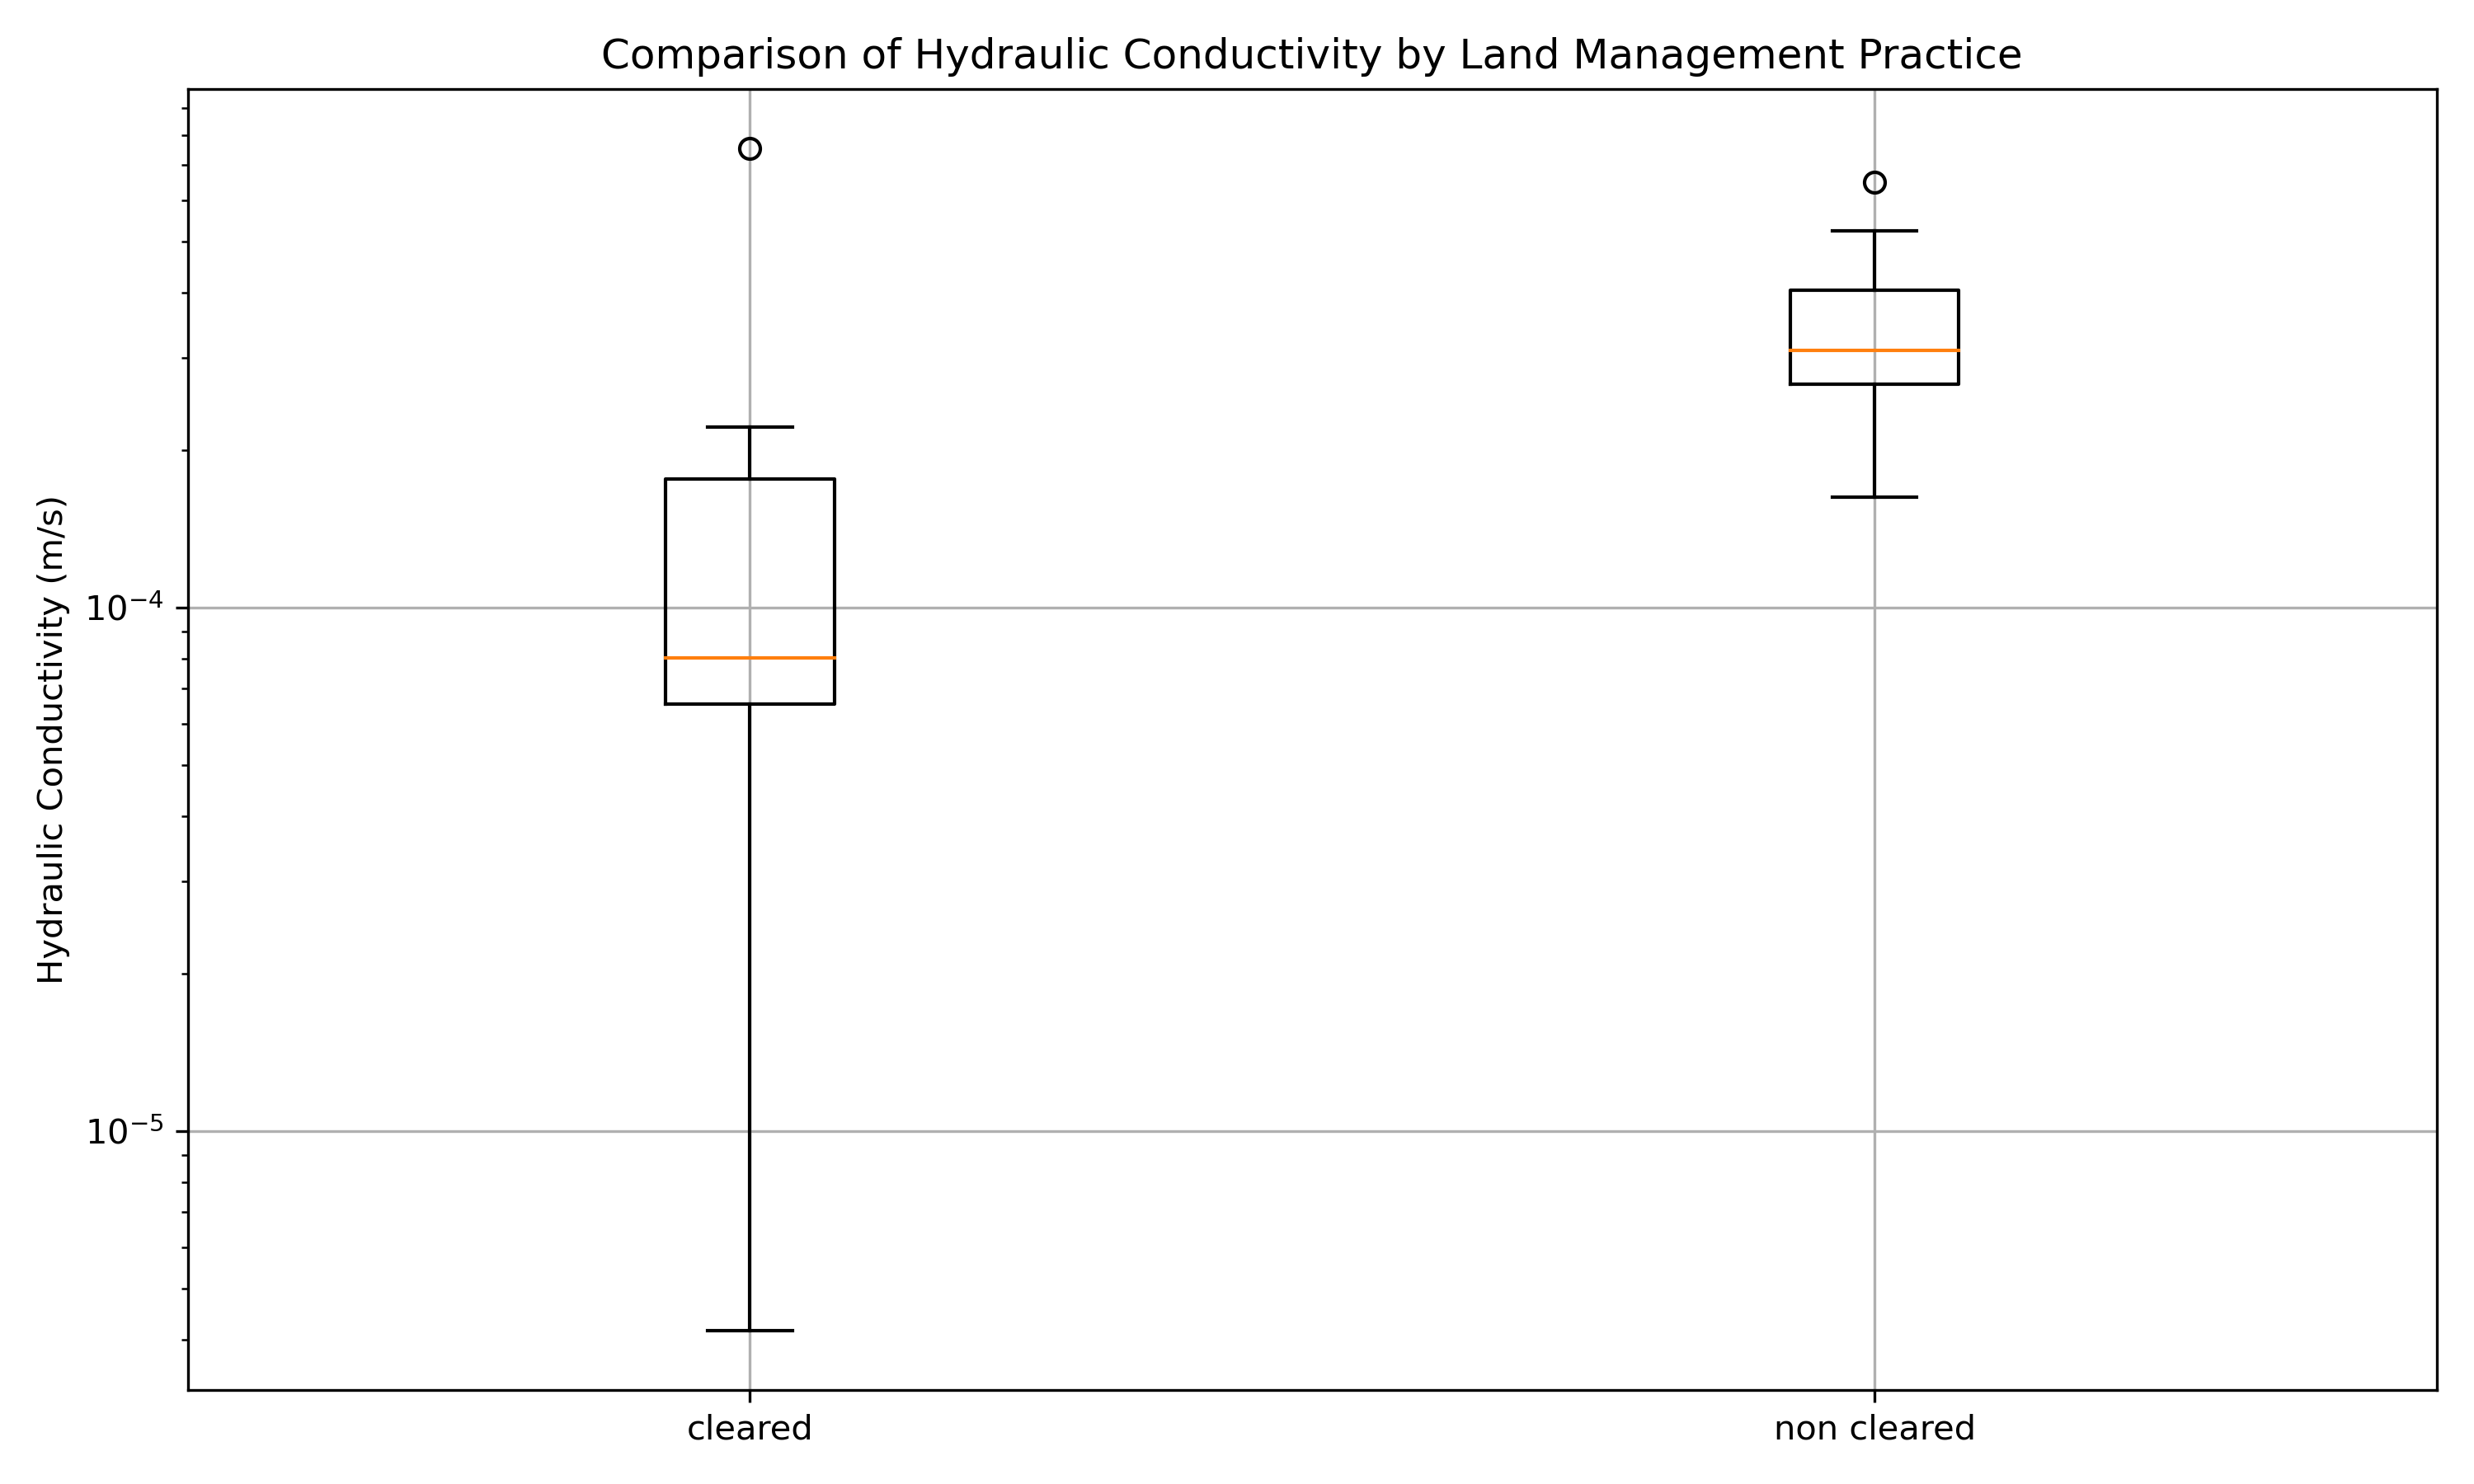 Comparison of Hydraulic Conductivity by Land Management Practice
Hydraulic Conductivity (m/s)
10⁻⁴
10⁻⁵
cleared
non cleared